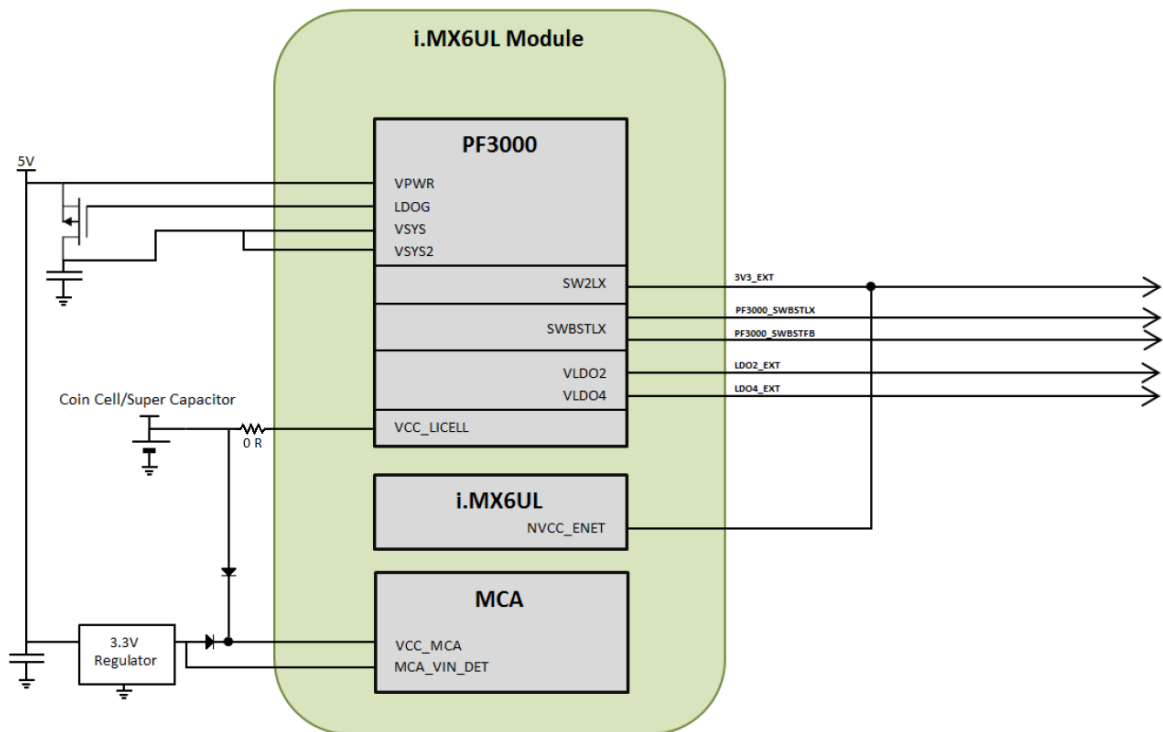 i.MX6UL Module
PF3000
5V
VPWR
LDOG
VSYS
VSYS2
SW2LX
3V3_EXT
SWBSTLX
PF3000_SWBSTLX
PF3000_SWBSTFB
VLDO2
LDO2_EXT
VLDO4
LDO4_EXT
Coin Cell/Super Capacitor
0 R
VCC_LICELL
i.MX6UL
NVCC_ENET
MCA
3.3V
Regulator
VCC_MCA
MCA_VIN_DET